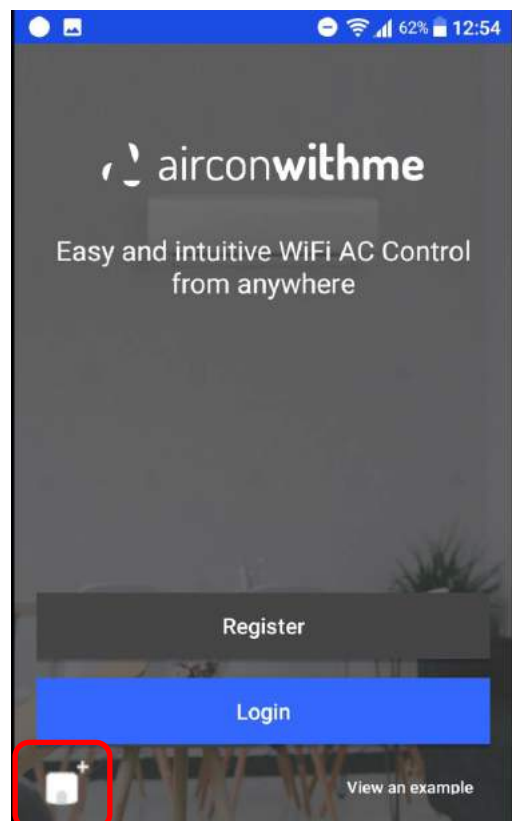 62% 12:54
airconwithme
Easy and intuitive WiFi AC Control
from anywhere
Register
Login
View an example